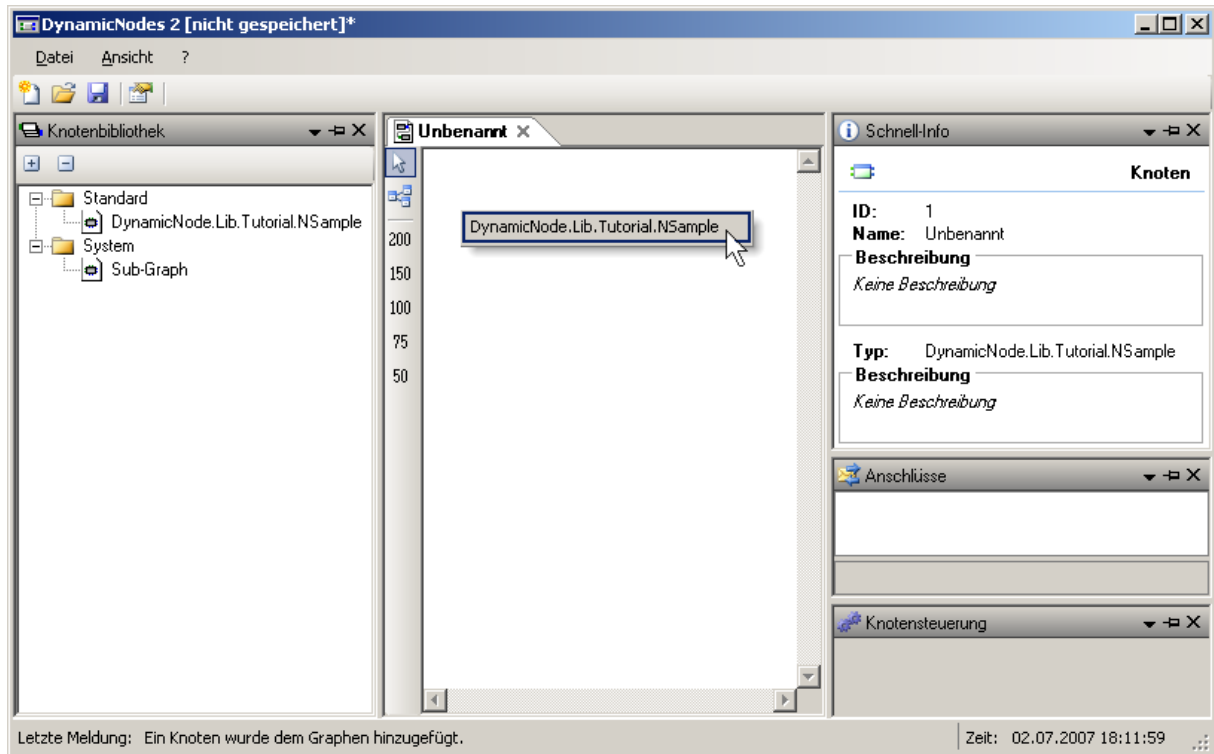 DynamicNodes 2 [nicht gespeichert]*
Datei Ansicht ?
Knotenbibliothek
Standard
DynamicNode.Lib.Tutorial.NSample
System
Sub-Graph
Unbenannt
200
150
100
75
50
DynamicNode.Lib.Tutorial.NSample
Schnell-Info
Knoten
ID: 1
Name: Unbenannt
Beschreibung
Keine Beschreibung
Typ: DynamicNode.Lib.Tutorial.NSample
Beschreibung
Keine Beschreibung
Anschlüsse
Knotensteuerung
Letzte Meldung: Ein Knoten wurde dem Graphen hinzugefügt.
Zeit: 02.07.2007 18:11:59